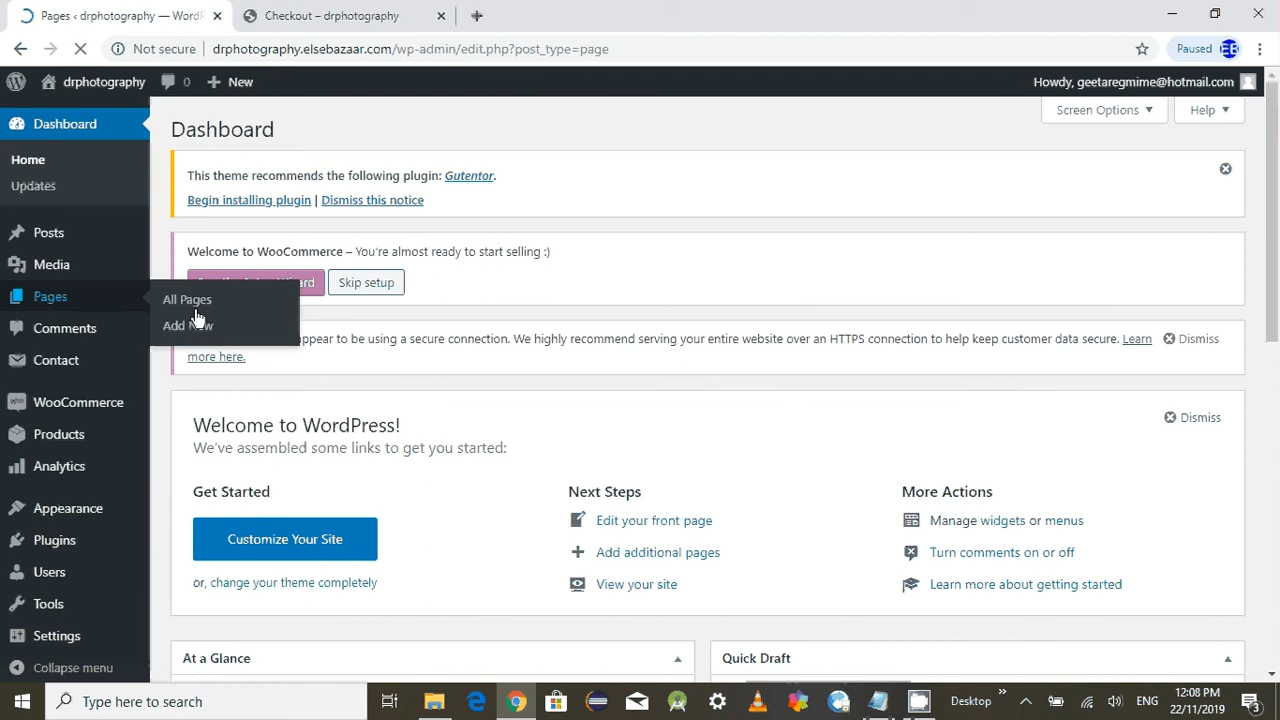 Pages ‹ drphotography — WordP
Checkout – drphotography
Not secure
drphotography.elsebazaar.com/wp-admin/edit.php?post_type=page
Paused
EB
drphotography
0
New
Howdy, geetaregmime@hotmail.com
Dashboard
Home
Updates
Posts
Media
Pages
All Pages
Add New
Comments
Contact
WooCommerce
Products
Analytics
Appearance
Plugins
Users
Tools
Settings
Collapse menu
Screen Options
Help
Dashboard
This theme recommends the following plugin: Gutentor.
Begin installing plugin | Dismiss this notice
Welcome to WooCommerce – You're almost ready to start selling :)
Skip setup
appear to be using a secure connection. We highly recommend serving your entire website over an HTTPS connection to help keep customer data secure. Learn
more here.
Dismiss
Welcome to WordPress!
We've assembled some links to get you started:
Dismiss
Get Started
Customize Your Site
or, change your theme completely
Next Steps
Edit your front page
Add additional pages
View your site
More Actions
Manage widgets or menus
Turn comments on or off
Learn more about getting started
At a Glance
Quick Draft
Type here to search
Desktop
ENG
12:08 PM
22/11/2019
3